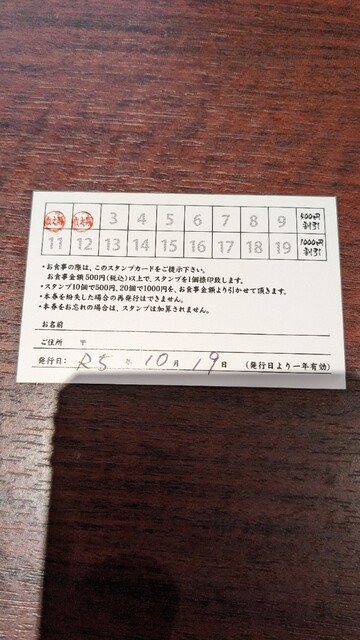 3 4 5 6 7 8 9 500円割引
11 12 13 14 15 16 17 18 19 1000円割引
・お食事の際は、このスタンプカードをご提示下さい。
お食事金額500円(税込)以上で、スタンプを1個捺印致します。
・スタンプ10個で500円、20個で1000円を、お食事金額より引かせて頂きます。
・本券を紛失した場合の再発行はできません。
・本券をお忘れの場合は、スタンプは加算されません。
お名前
ご住所 〒
発行日: R5 年 10 月 19 日 (発行日より一年有効)